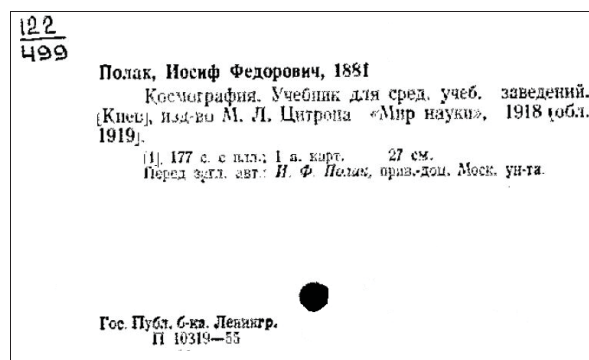 122
499
Полак, Иосиф Федорович, 1881
Космография. Учебник для сред. учеб. заведений.
[Киев], изд-во М. Л. Цитрона «Мир науки», 1918 [обл.
1919].
[1], 177 с. с илл.; 1 л. карт. 27 см.
Перед загл. авт.: И. Ф. Полак, прив.-доц. Моск. ун-та.
Гос. Публ. б-ка. Ленингр.
П 10319—55